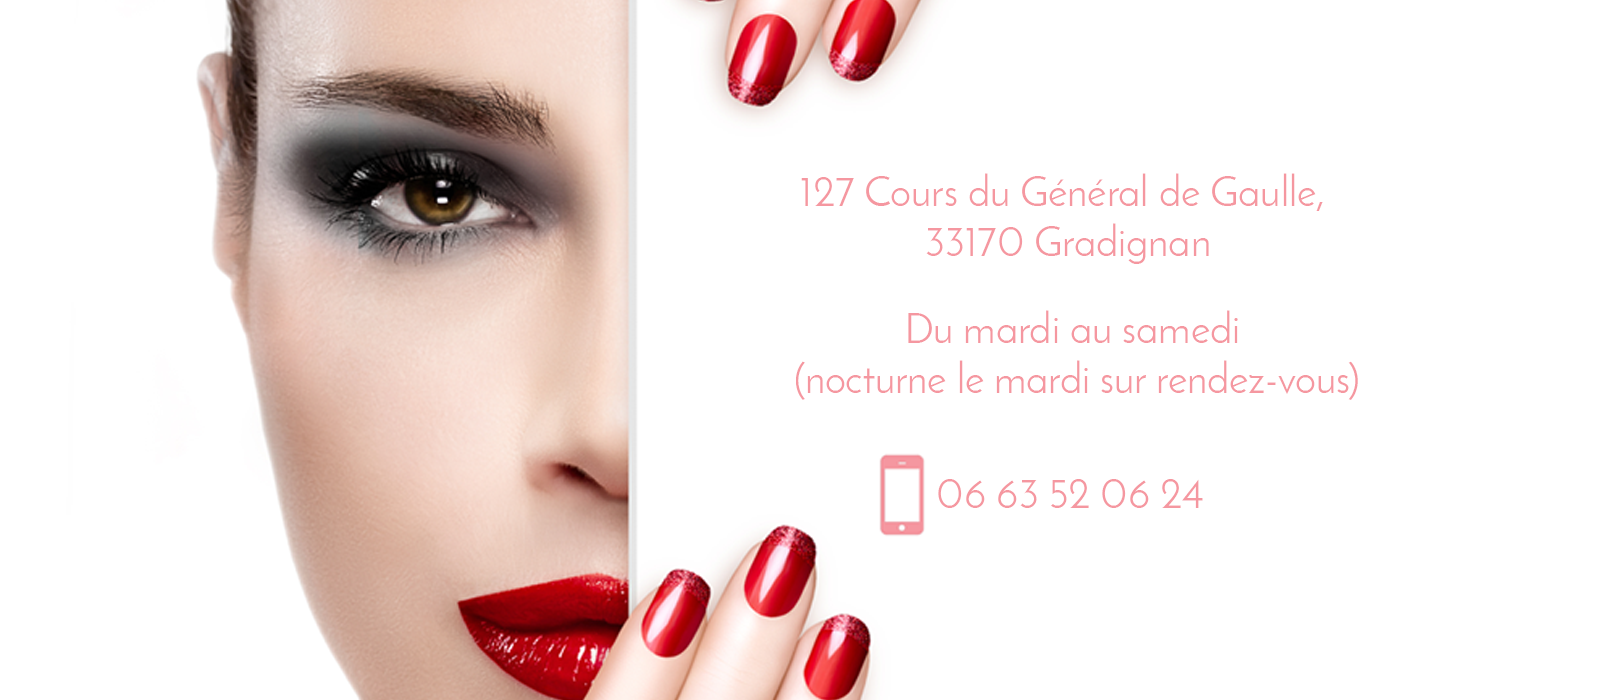 127 Cours du Général de Gaulle,
33170 Gradignan
Du mardi au samedi
(nocturne le mardi sur rendez-vous)
06 63 52 06 24